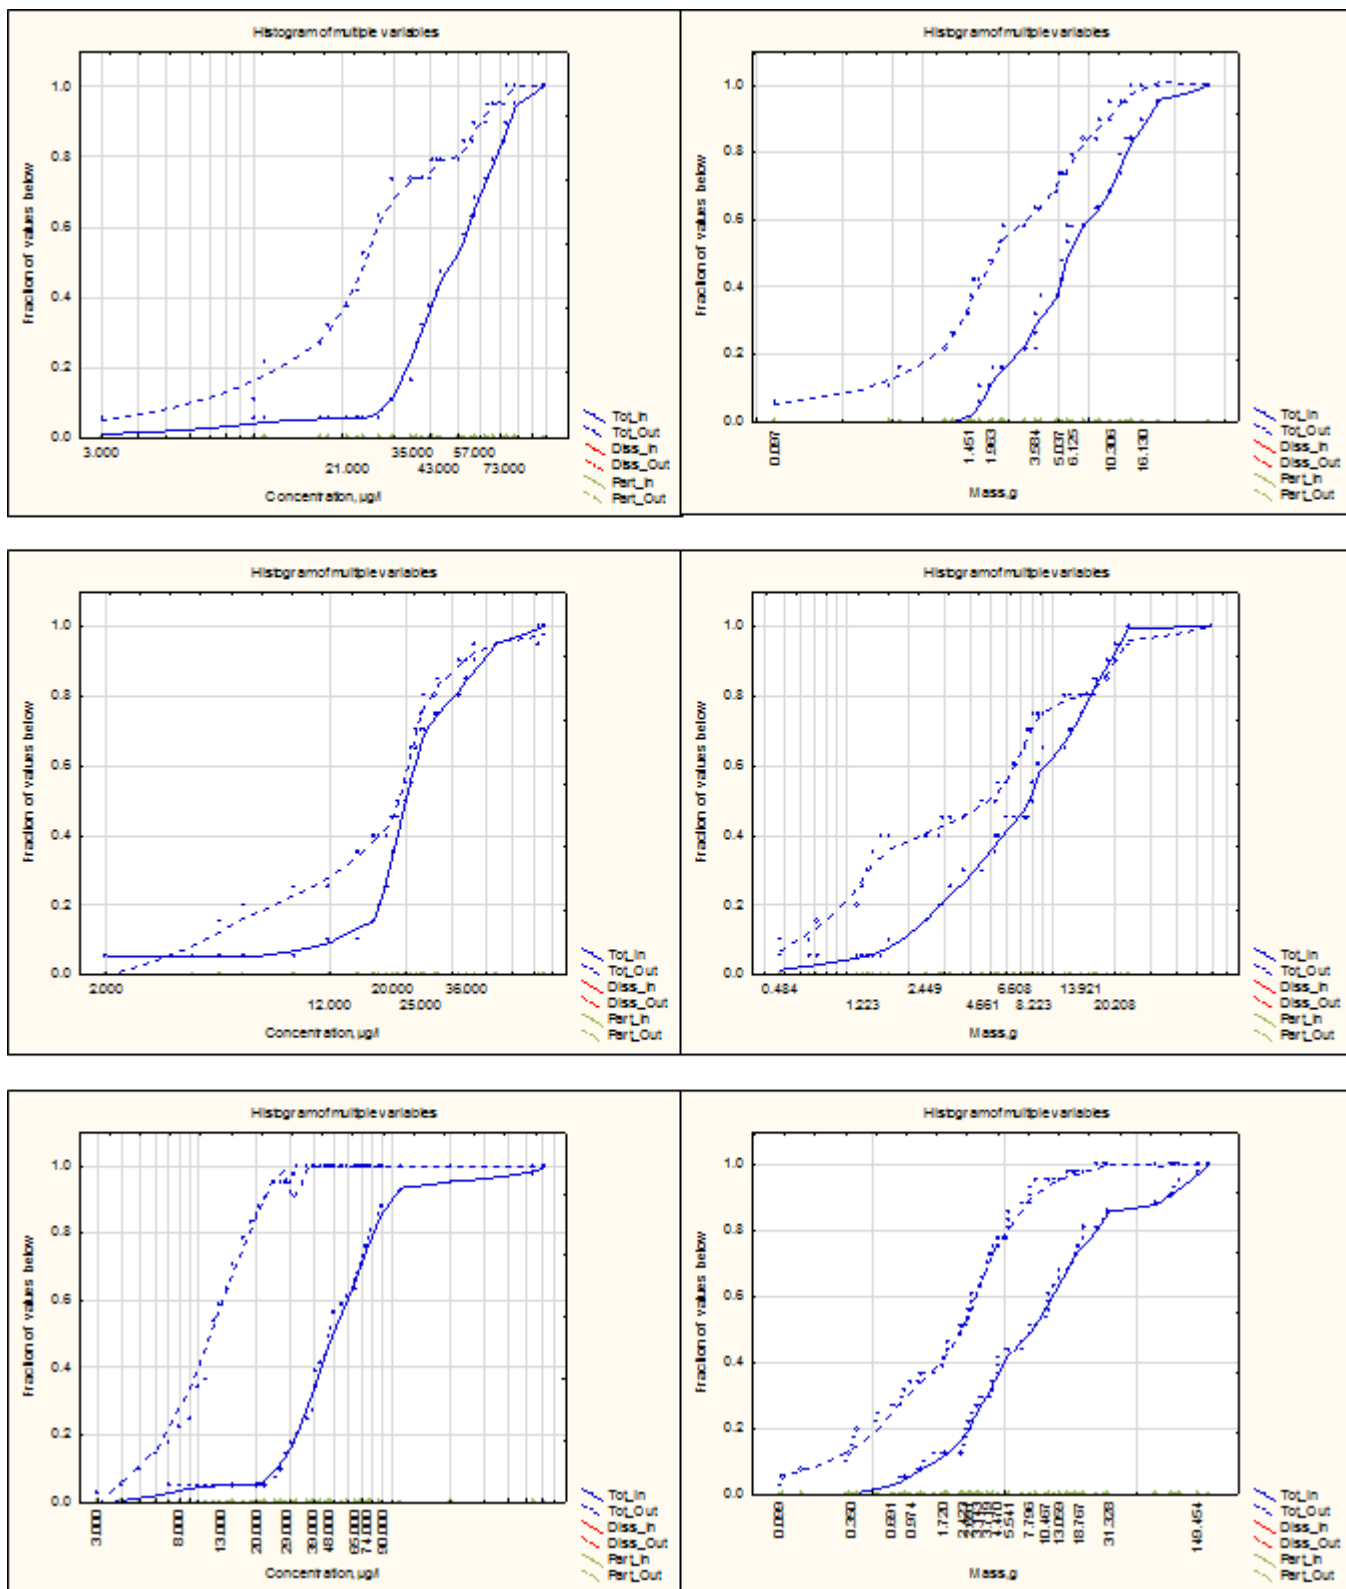 Histogram of multiple variables
Fraction of values below
1.0
0.8
0.6
0.4
0.2
0.0
3.000 35.000 57.000
21.000 43.000 73.000
Concentration, µg/l
Tot_In
Tot_Out
Diss_In
Diss_Out
Part_In
Part_Out
Histogram of multiple variables
Fraction of values below
1.0
0.8
0.6
0.4
0.2
0.0
0.097 1.451 1.963 3.584 5.037 6.125 10.306 16.130
Mass,g
Tot_In
Tot_Out
Diss_In
Diss_Out
Part_In
Part_Out
Histogram of multiple variables
Fraction of values below
1.0
0.8
0.6
0.4
0.2
0.0
2.000 20.000 36.000
12.000 25.000
Concentration, µg/l
Tot_In
Tot_Out
Diss_In
Diss_Out
Part_In
Part_Out
Histogram of multiple variables
Fraction of values below
1.0
0.8
0.6
0.4
0.2
0.0
0.484 2.449 6.608 13.921
1.223 4.661 8.223 20.208
Mass,g
Tot_In
Tot_Out
Diss_In
Diss_Out
Part_In
Part_Out
Histogram of multiple variables
Fraction of values below
1.0
0.8
0.6
0.4
0.2
0.0
3.000 8.000 13.000 20.000 29.000 39.000 48.000 65.000 74.000 90.000
Concentration, µg/l
Tot_In
Tot_Out
Diss_In
Diss_Out
Part_In
Part_Out
Histogram of multiple variables
Fraction of values below
1.0
0.8
0.6
0.4
0.2
0.0
0.099 0.350 0.691 0.974 1.720 4.470 5.541 7.796 10.467 13.059 18.767 31.328 149.454
Mass,g
Tot_In
Tot_Out
Diss_In
Diss_Out
Part_In
Part_Out